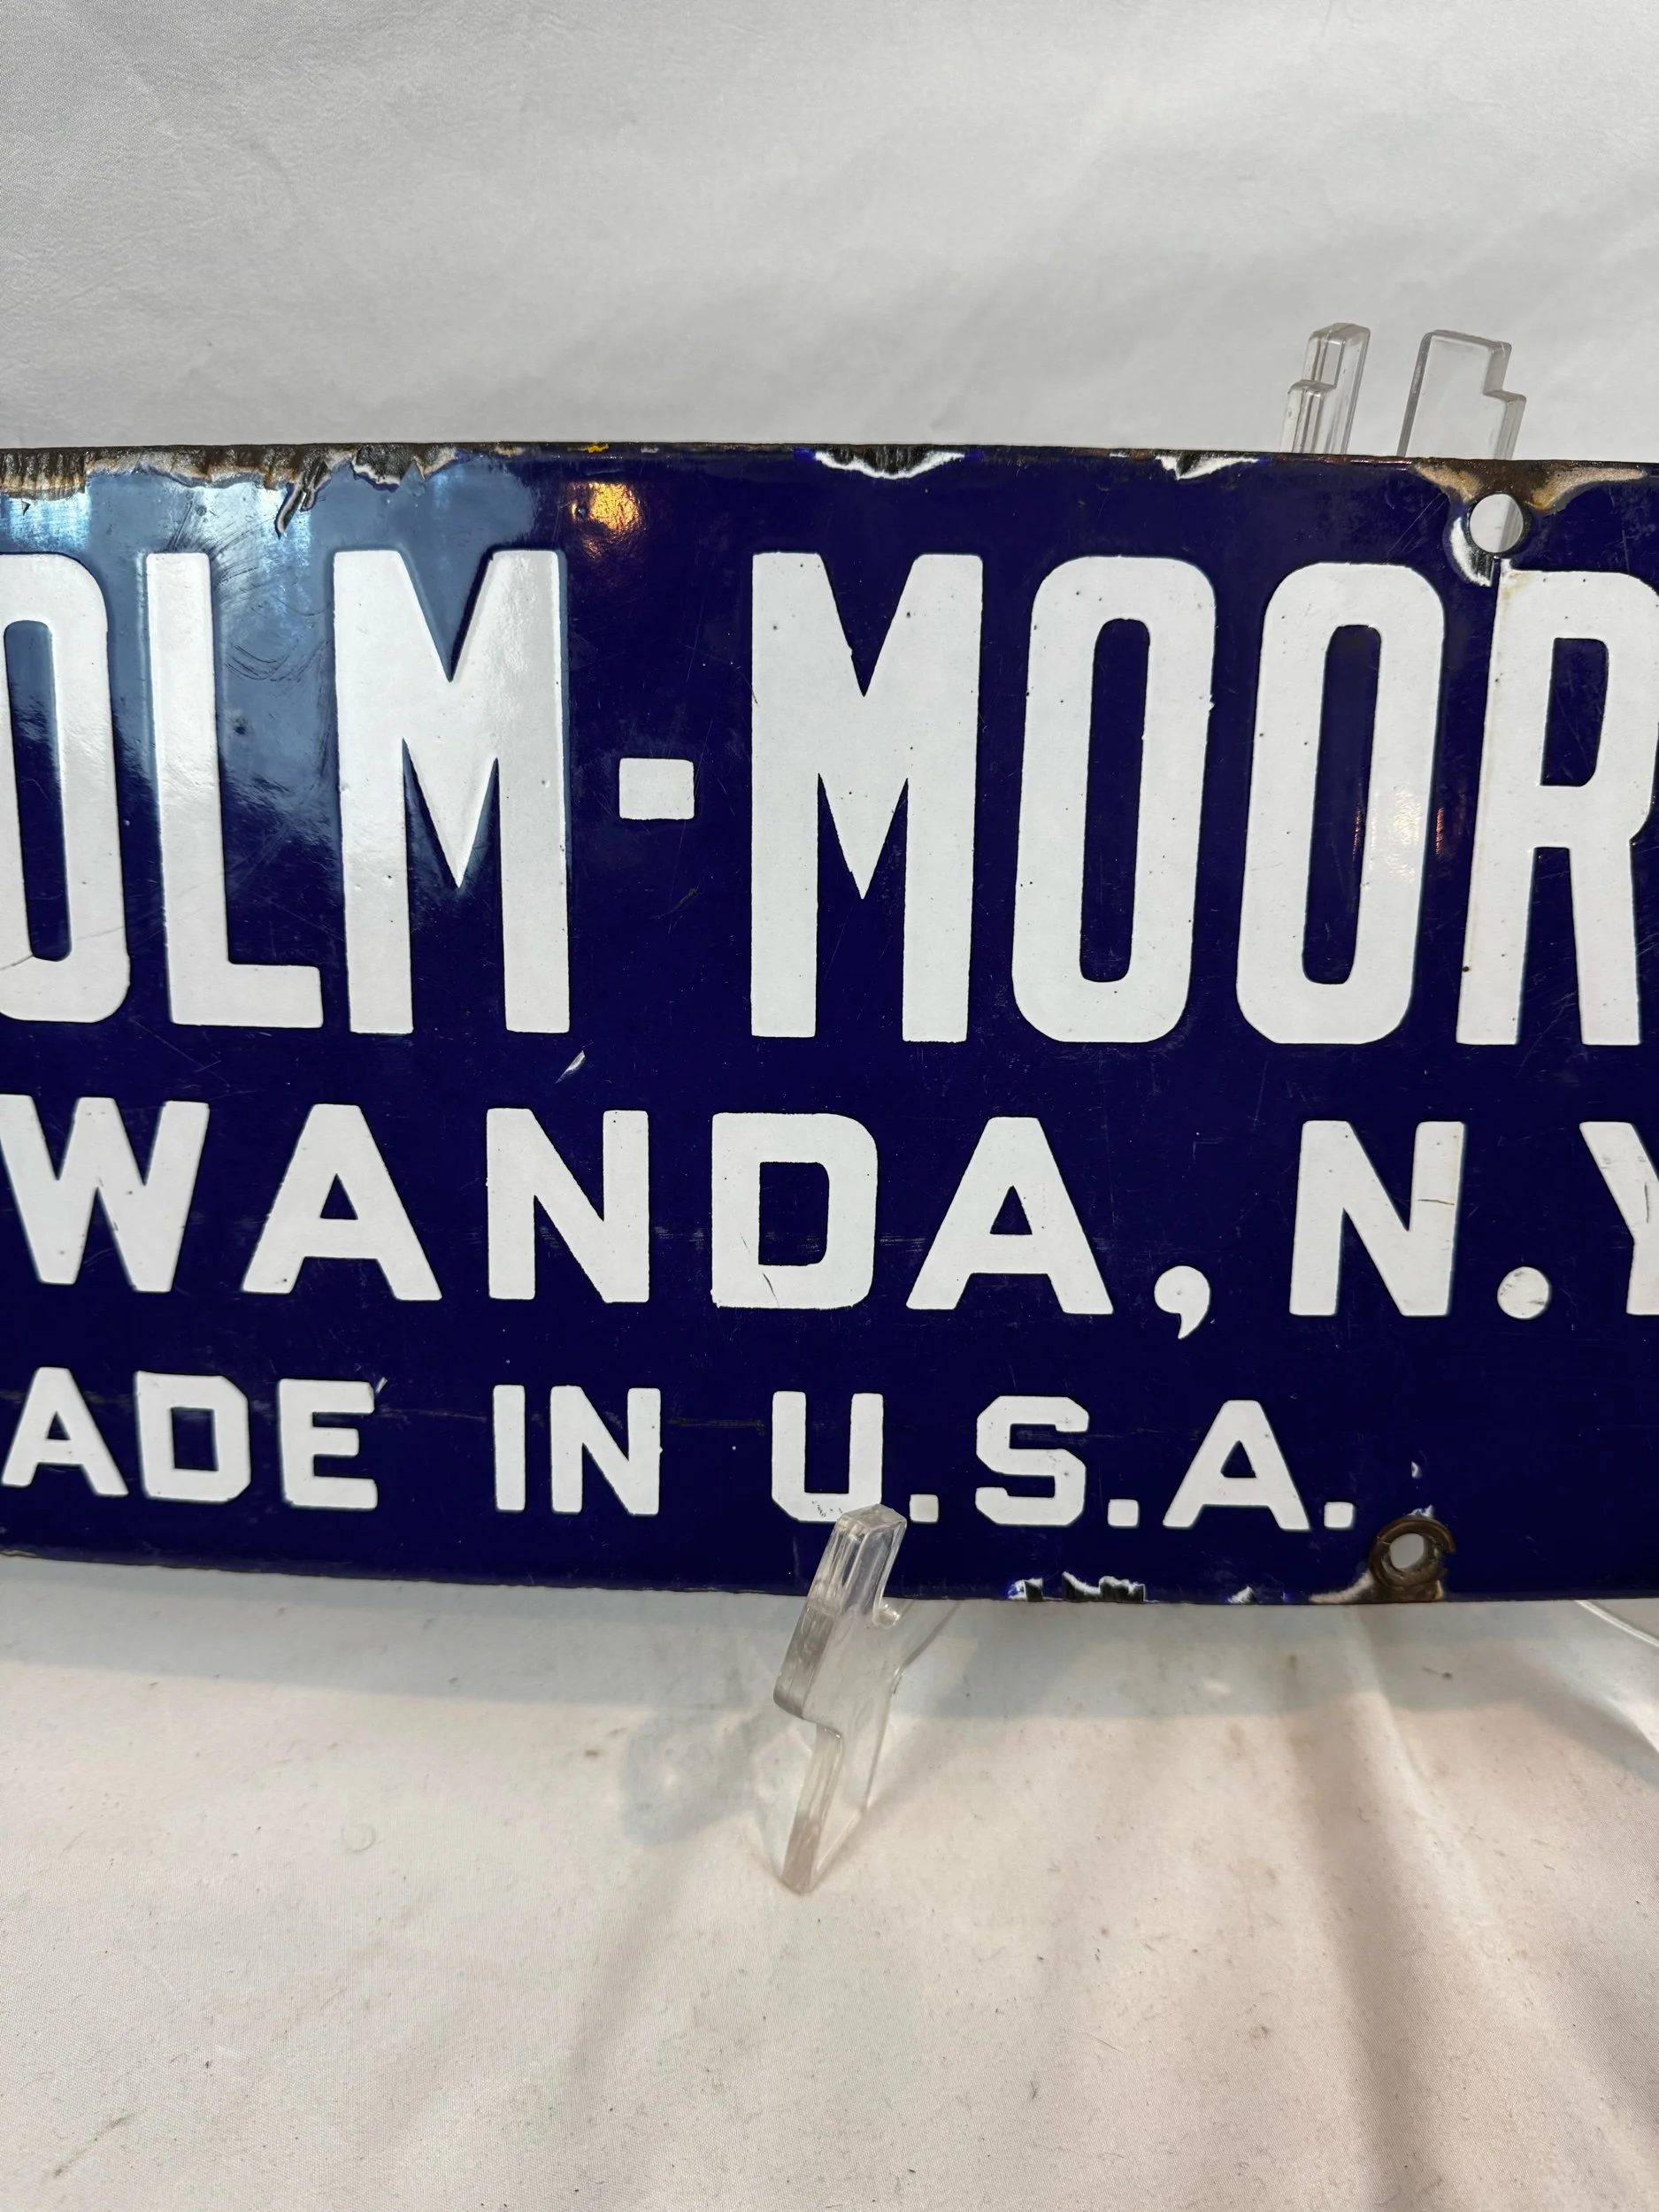 OLM-MOOR
WANDA, N.Y
ADE IN U.S.A.